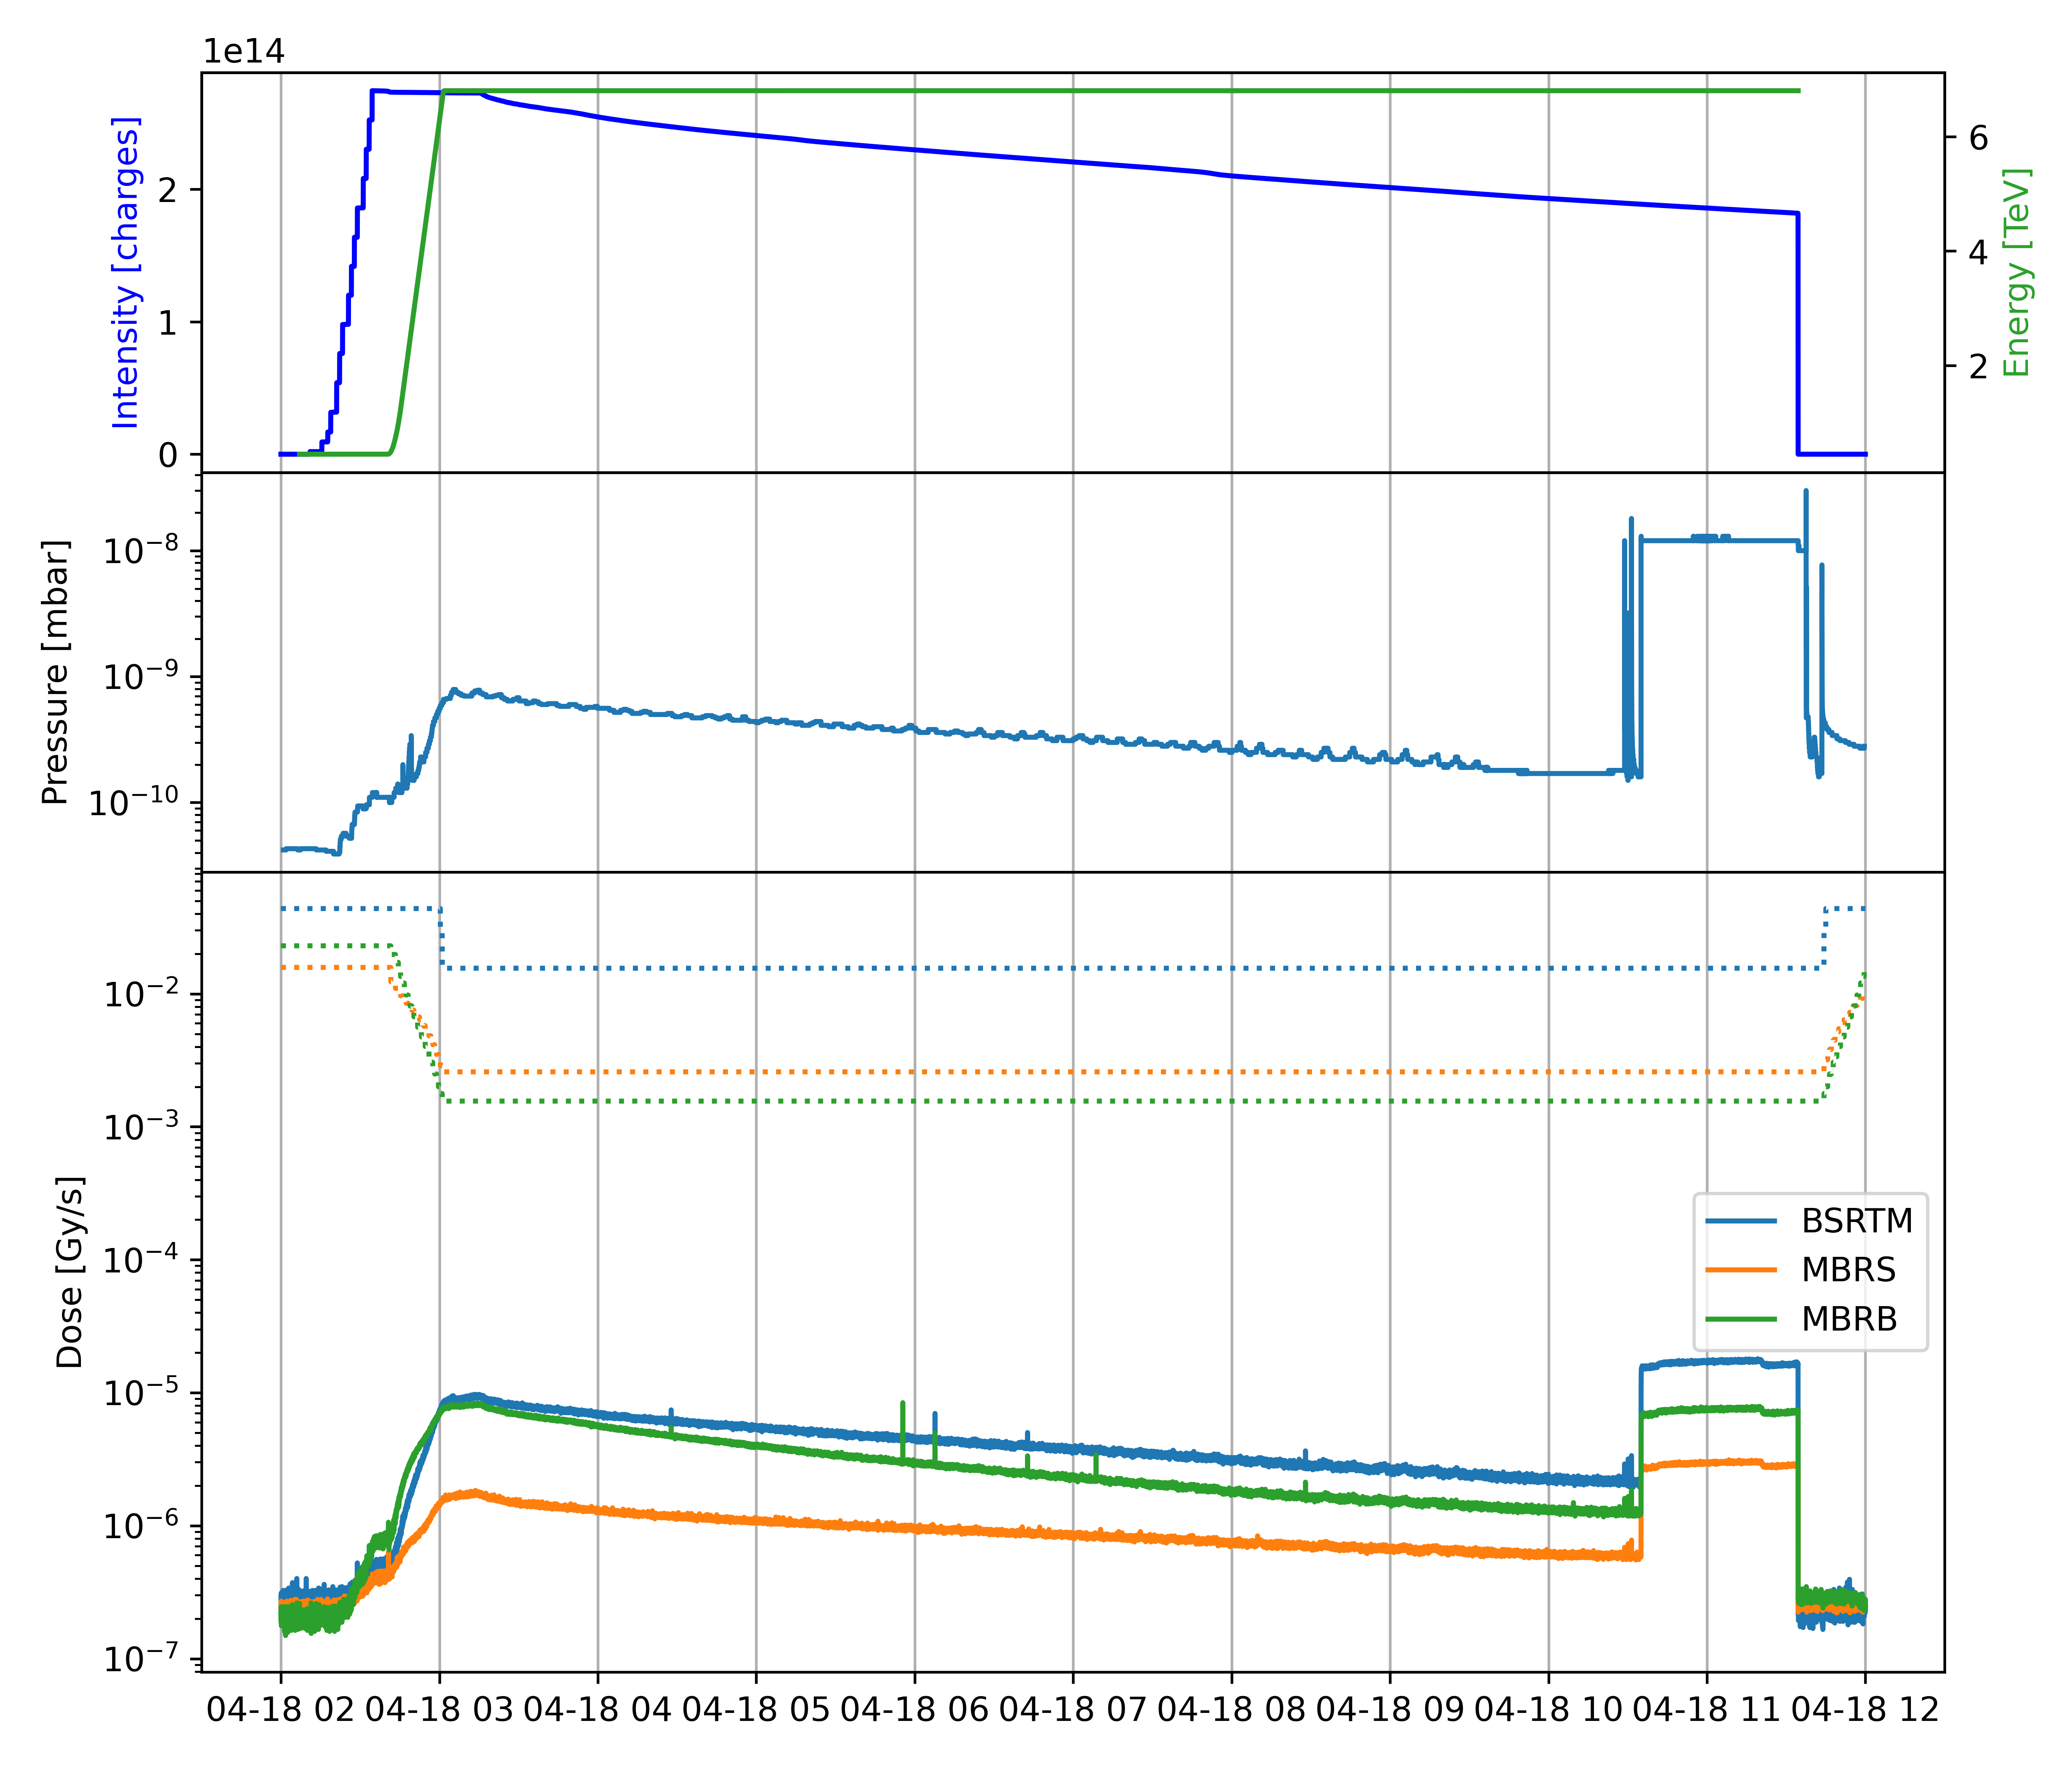 1e14
Intensity [charges]
2
1
0
6
4
2
Energy [TeV]
Pressure [mbar]
10⁻⁸
10⁻⁹
10⁻¹⁰
Dose [Gy/s]
10⁻²
10⁻³
10⁻⁴
10⁻⁵
10⁻⁶
10⁻⁷
BSRTM
MBRS
MBRB
04-18 02 04-18 03 04-18 04 04-18 05 04-18 06 04-18 07 04-18 08 04-18 09 04-18 10 04-18 11 04-18 12